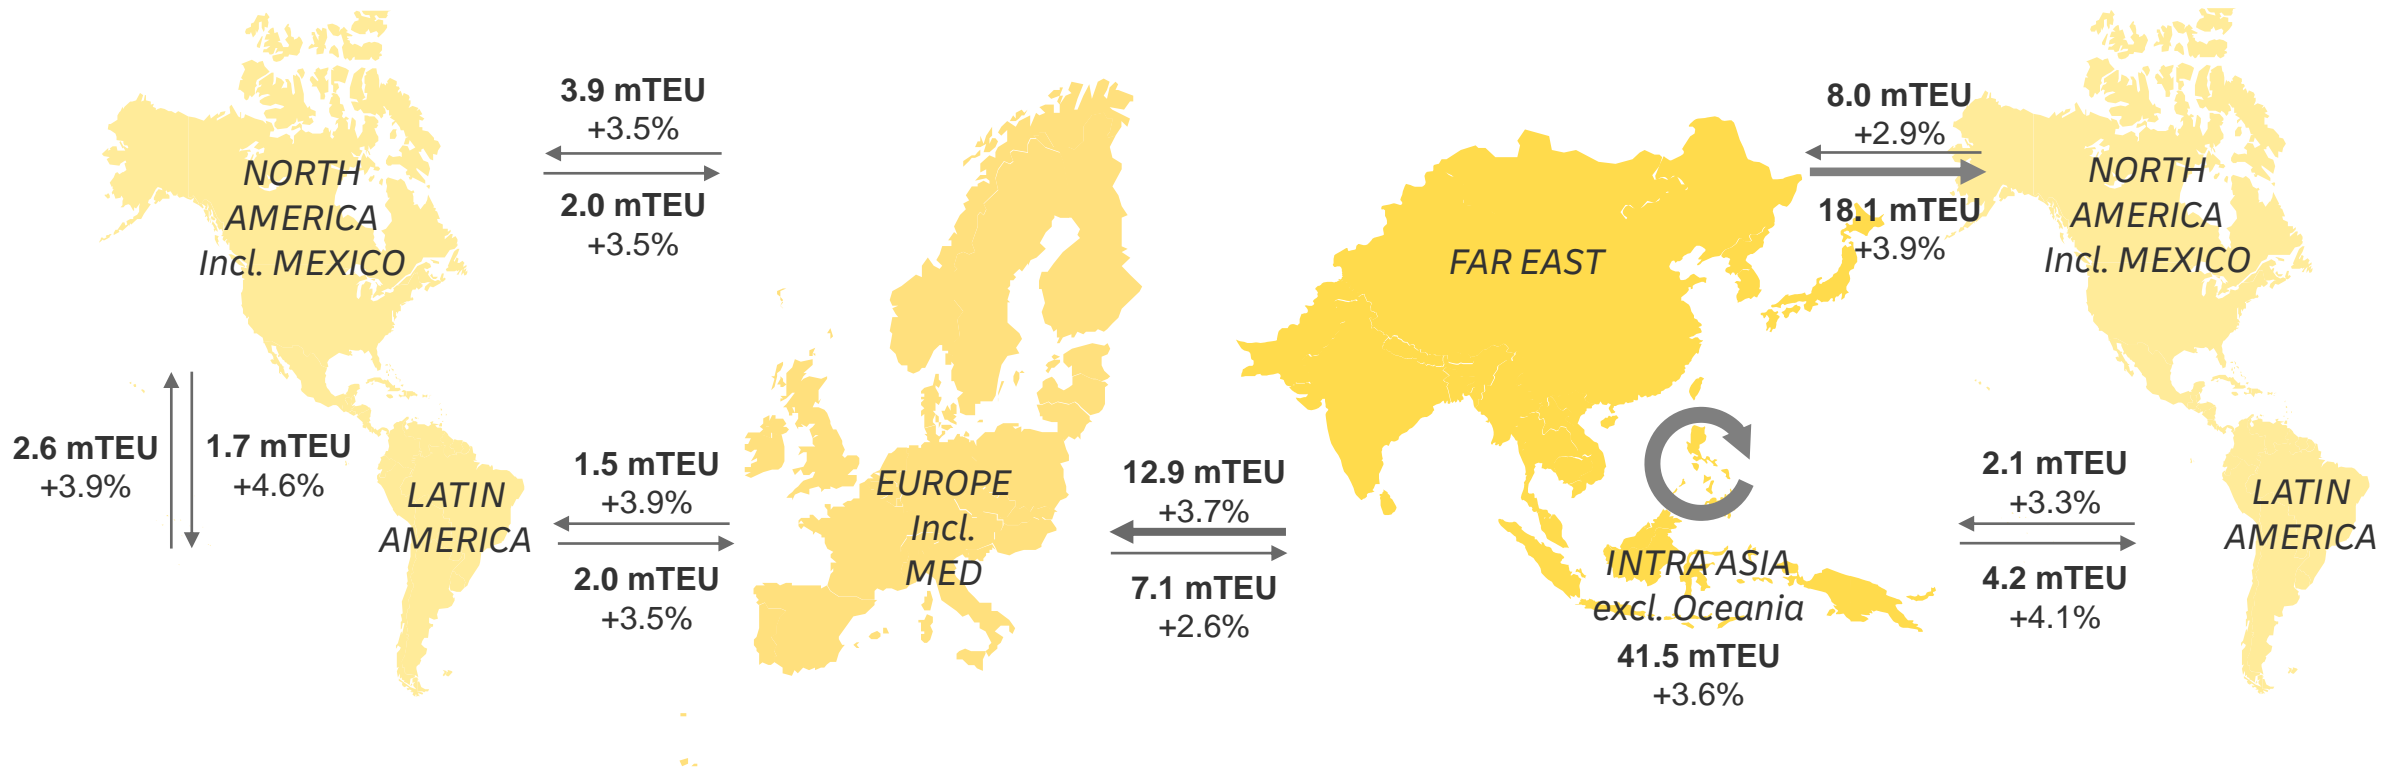 3.9 mTEU
+3.5%
2.0 mTEU
+3.5%
NORTH
AMERICA
Incl. MEXICO
2.6 mTEU
+3.9%
1.7 mTEU
+4.6%
LATIN
AMERICA
1.5 mTEU
+3.9%
2.0 mTEU
+3.5%
EUROPE
Incl.
MED
12.9 mTEU
+3.7%
7.1 mTEU
+2.6%
FAR EAST
INTRA ASIA
excl. Oceania
41.5 mTEU
+3.6%
8.0 mTEU
+2.9%
18.1 mTEU
+3.9%
NORTH
AMERICA
Incl. MEXICO
2.1 mTEU
+3.3%
4.2 mTEU
+4.1%
LATIN
AMERICA